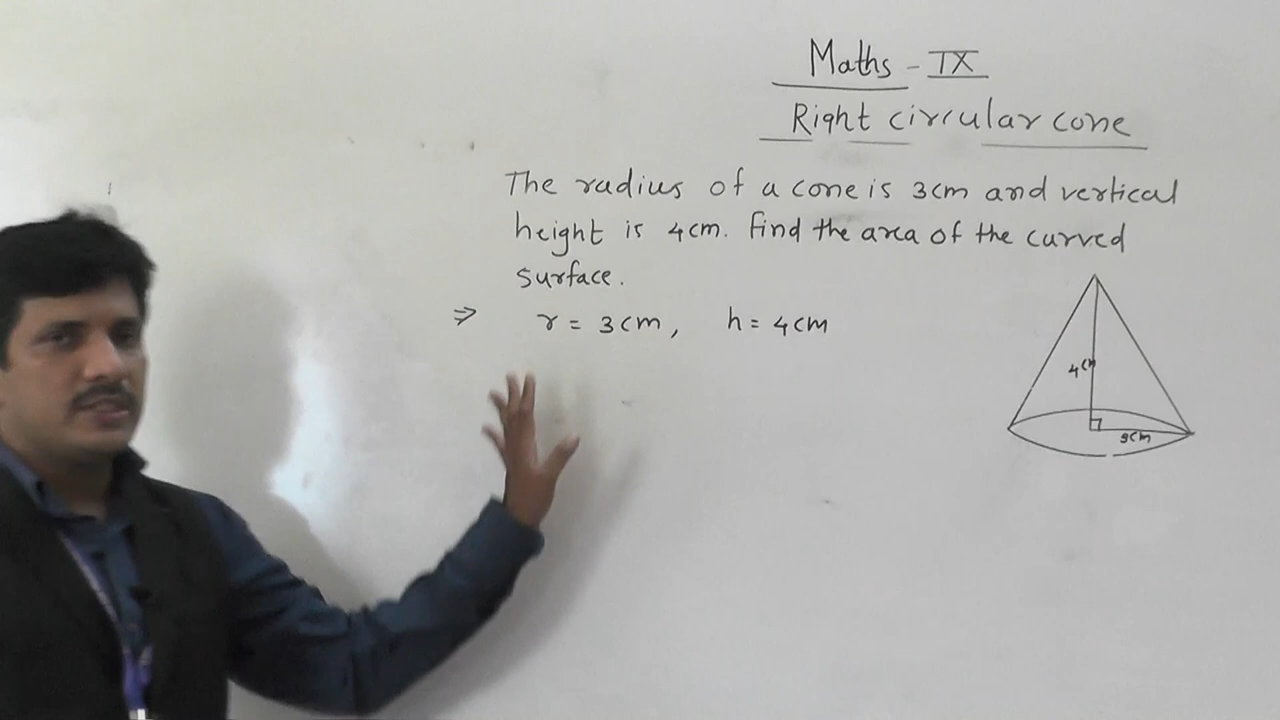 Maths - IX
Right circular cone
The radius of a cone is 3cm and vertical
height is 4cm. find the area of the curved
surface.
⇒ r = 3cm, h = 4cm
4cm
3cm